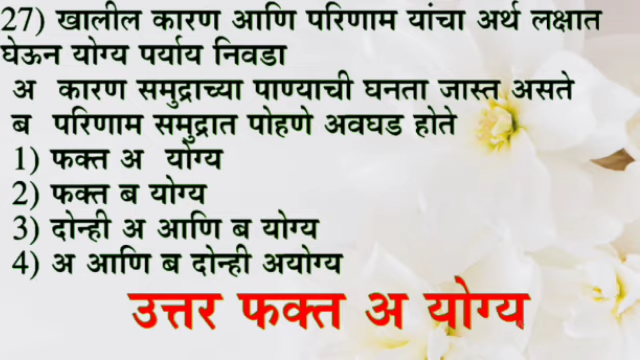 27) खालील कारण आणि परिणाम यांचा अर्थ लक्षात
घेऊन योग्य पर्याय निवडा
अ कारण समुद्राच्या पाण्याची घनता जास्त असते
ब परिणाम समुद्रात पोहणे अवघड होते
1) फक्त अ योग्य
2) फक्त ब योग्य
3) दोन्ही अ आणि ब योग्य
4) अ आणि ब दोन्ही अयोग्य
उत्तर फक्त अ योग्य